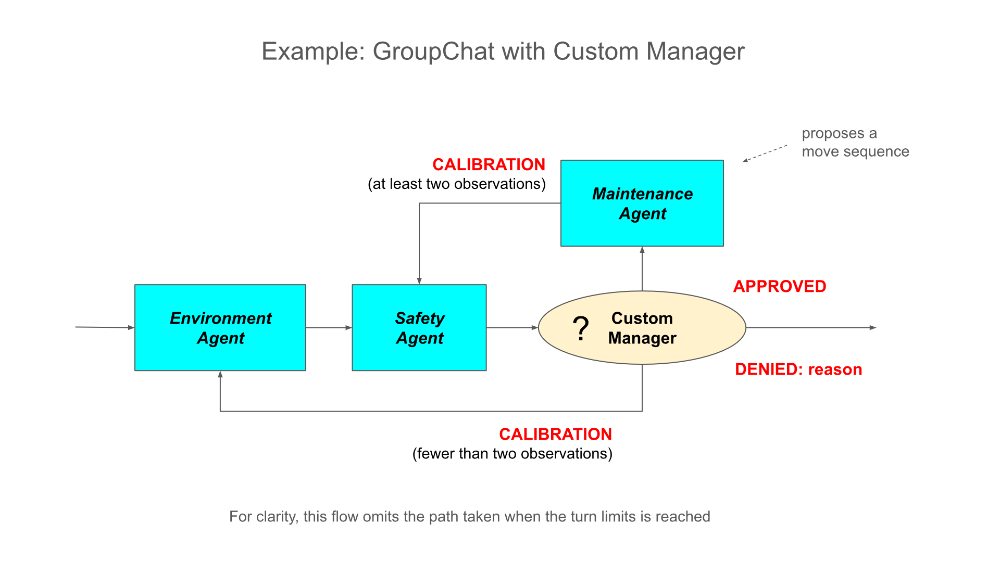 Example: GroupChat with Custom Manager
proposes a
move sequence
CALIBRATION
(at least two observations)
Maintenance
Agent
APPROVED
Environment
Agent
Safety
Agent
?
Custom
Manager
DENIED: reason
CALIBRATION
(fewer than two observations)
For clarity, this flow omits the path taken when the turn limits is reached